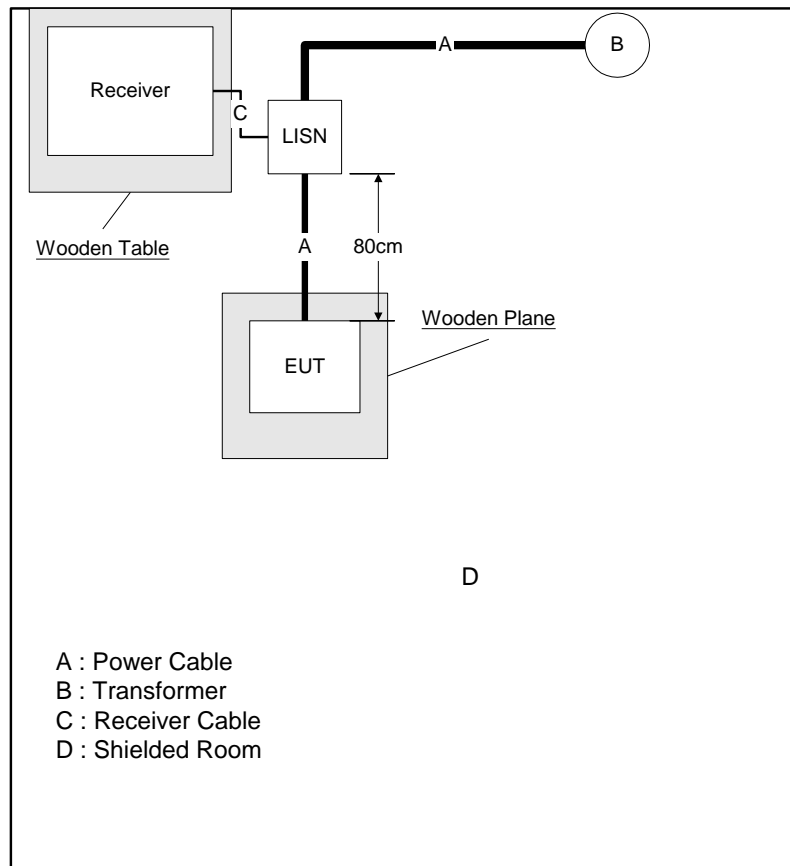 A
B
Receiver
C
LISN
Wooden Table
A
80cm
Wooden Plane
EUT
D
A : Power Cable
B : Transformer
C : Receiver Cable
D : Shielded Room